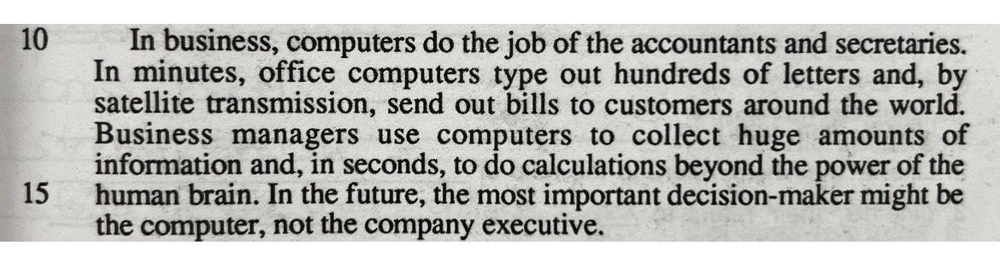 10 In business, computers do the job of the accountants and secretaries.
In minutes, office computers type out hundreds of letters and, by
satellite transmission, send out bills to customers around the world.
Business managers use computers to collect huge amounts of
information and, in seconds, to do calculations beyond the power of the
15 human brain. In the future, the most important decision-maker might be
the computer, not the company executive.